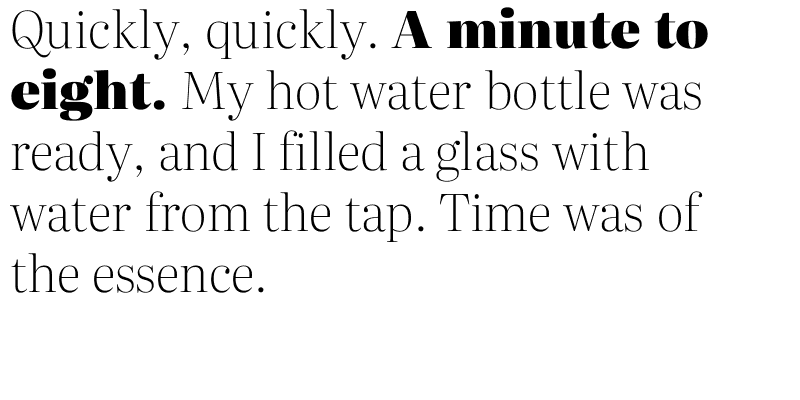 Quickly, quickly. A minute to
eight. My hot water bottle was
ready, and I filled a glass with
water from the tap. Time was of
the essence.